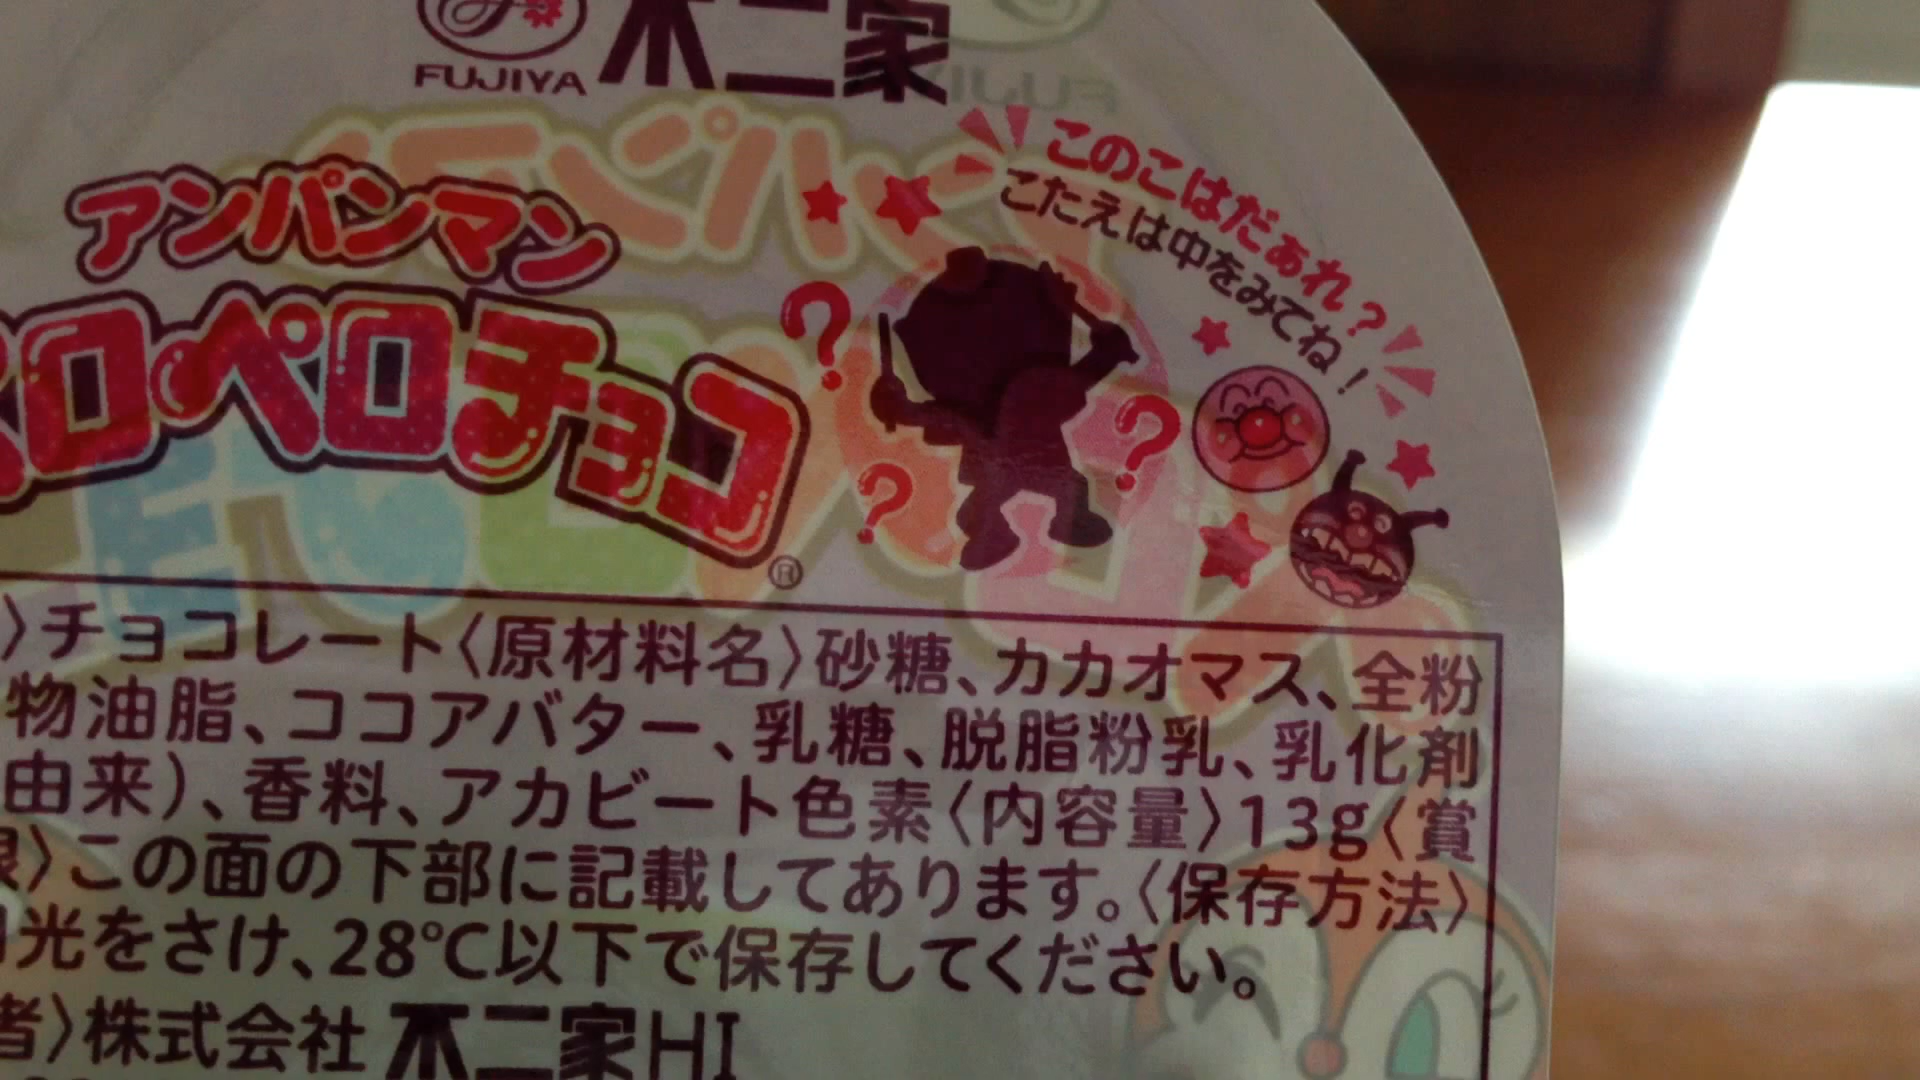 FUJIYA 不二家
このこはだぁれ?
こたえは中をみてね!
アンパンマン
ペロペロチョコ®
〉チョコレート〈原材料名〉砂糖、カカオマス、全粉
物油脂、ココアバター、乳糖、脱脂粉乳、乳化剤
由来)、香料、アカビート色素〈内容量〉13g〈賞
限〉この面の下部に記載してあります。〈保存方法〉
光をさけ、28℃以下で保存してください。
者〉株式会社 不二家HI